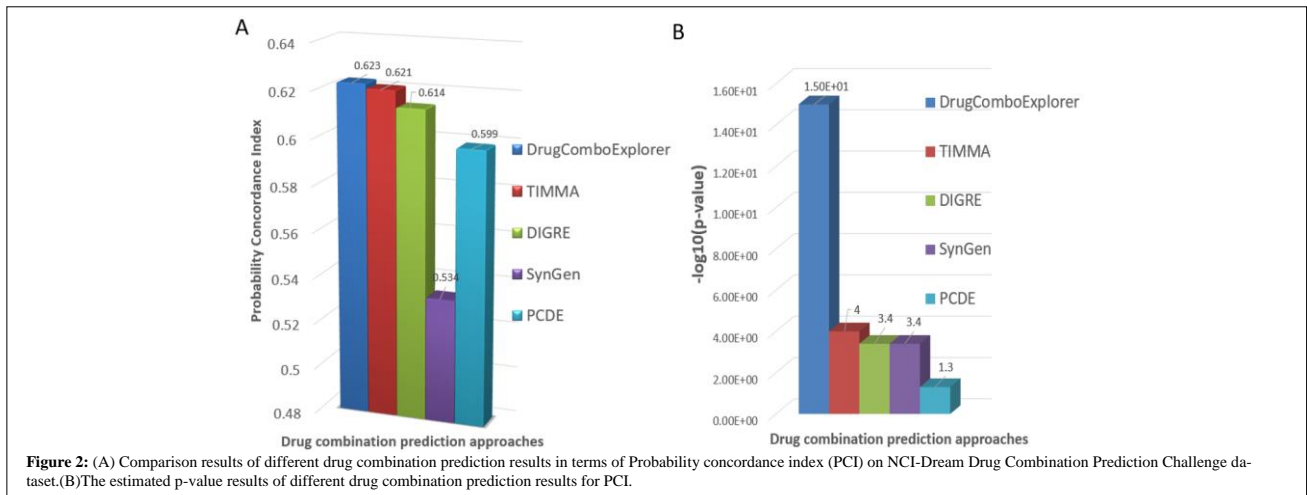 A
Probability Concordance Index
0.64
0.62
0.6
0.58
0.56
0.54
0.52
0.5
0.48
0.623
0.621
0.614
0.534
0.599
DrugComboExplorer
TIMMA
DIGRE
SynGen
PCDE
Drug combination prediction approaches
B
-log10(p-value)
1.60E+01
1.40E+01
1.20E+01
1.00E+01
8.00E+00
6.00E+00
4.00E+00
2.00E+00
0.00E+00
1.50E+01
4
3.4
3.4
1.3
DrugComboExplorer
TIMMA
DIGRE
SynGen
PCDE
Drug combination prediction approaches
Figure 2: (A) Comparison results of different drug combination prediction results in terms of Probability concordance index (PCI) on NCI-Dream Drug Combination Prediction Challenge da-
taset.(B)The estimated p-value results of different drug combination prediction results for PCI.